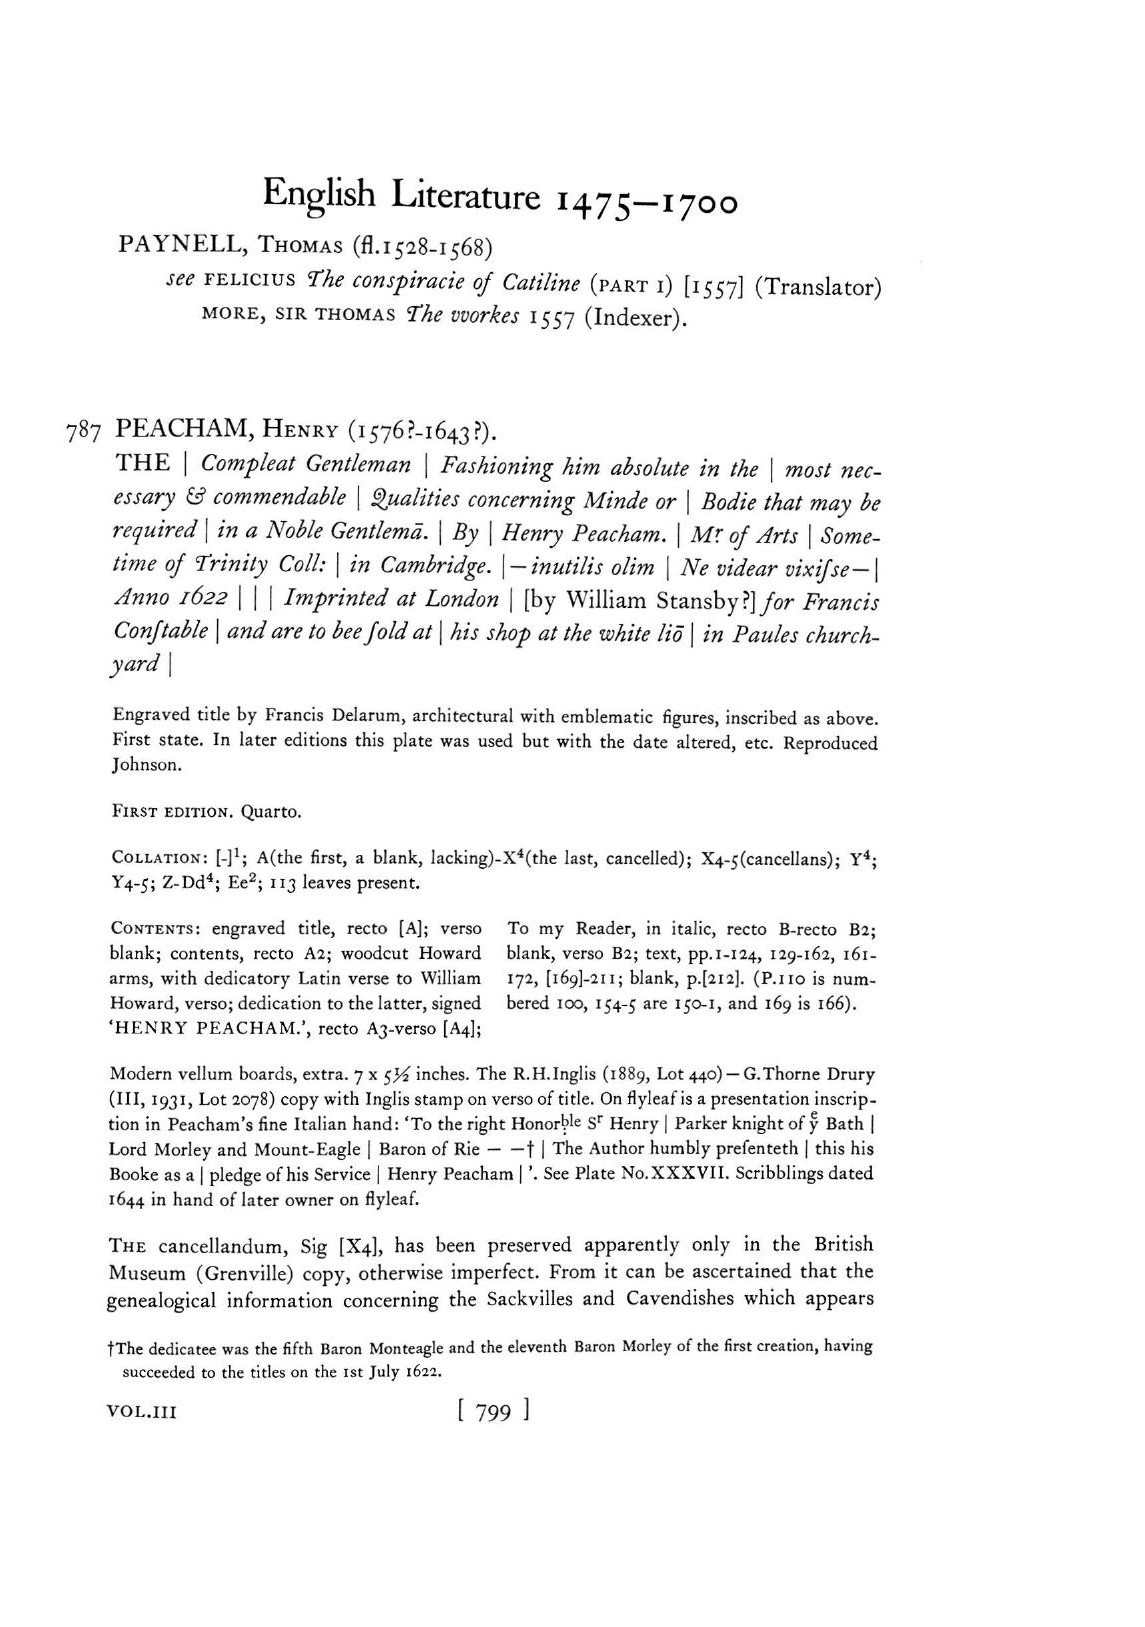 English Literature 1475—1700
PAYNELL, THOMAS (fl.1528-1568)
see FELICIUS The conspiracie of Catiline (PART I) [1557] (Translator)
MORE, SIR THOMAS The vvorkes 1557 (Indexer).
787 PEACHAM, HENRY (1576?-1643?).
THE | Compleat Gentleman | Fashioning him absolute in the | most nec-
essary & commendable | Qualities concerning Minde or | Bodie that may be
required | in a Noble Gentlemā. | By | Henry Peacham. | Mr of Arts | Some-
time of Trinity Coll: | in Cambridge. |—inutilis olim | Ne videar vixiſse—|
Anno 1622 | | | Imprinted at London | [by William Stansby?] for Francis
Conſtable | and are to bee ſold at | his shop at the white liō | in Paules church-
yard |
Engraved title by Francis Delarum, architectural with emblematic figures, inscribed as above.
First state. In later editions this plate was used but with the date altered, etc. Reproduced
Johnson.
FIRST EDITION. Quarto.
COLLATION: [-]¹; A(the first, a blank, lacking)-X⁴(the last, cancelled); X4-5(cancellans); Y⁴;
Y4-5; Z-Dd⁴; Ee²; 113 leaves present.
CONTENTS: engraved title, recto [A]; verso
blank; contents, recto A2; woodcut Howard
arms, with dedicatory Latin verse to William
Howard, verso; dedication to the latter, signed
‘HENRY PEACHAM.’, recto A3-verso [A4];
To my Reader, in italic, recto B-recto B2;
blank, verso B2; text, pp.1-124, 129-162, 161-
172, [169]-211; blank, p.[212]. (P.110 is num-
bered 100, 154-5 are 150-1, and 169 is 166).
Modern vellum boards, extra. 7 x 5½ inches. The R.H.Inglis (1889, Lot 440)—G.Thorne Drury
(III, 1931, Lot 2078) copy with Inglis stamp on verso of title. On flyleaf is a presentation inscrip-
tion in Peacham's fine Italian hand: ‘To the right Honorble Sr Henry | Parker knight of yͤ Bath |
Lord Morley and Mount-Eagle | Baron of Rie — —† | The Author humbly preſenteth | this his
Booke as a | pledge of his Service | Henry Peacham | ’. See Plate No.XXXVII. Scribblings dated
1644 in hand of later owner on flyleaf.
THE cancellandum, Sig [X4], has been preserved apparently only in the British
Museum (Grenville) copy, otherwise imperfect. From it can be ascertained that the
genealogical information concerning the Sackvilles and Cavendishes which appears
†The dedicatee was the fifth Baron Monteagle and the eleventh Baron Morley of the first creation, having
succeeded to the titles on the 1st July 1622.
VOL.III [ 799 ]